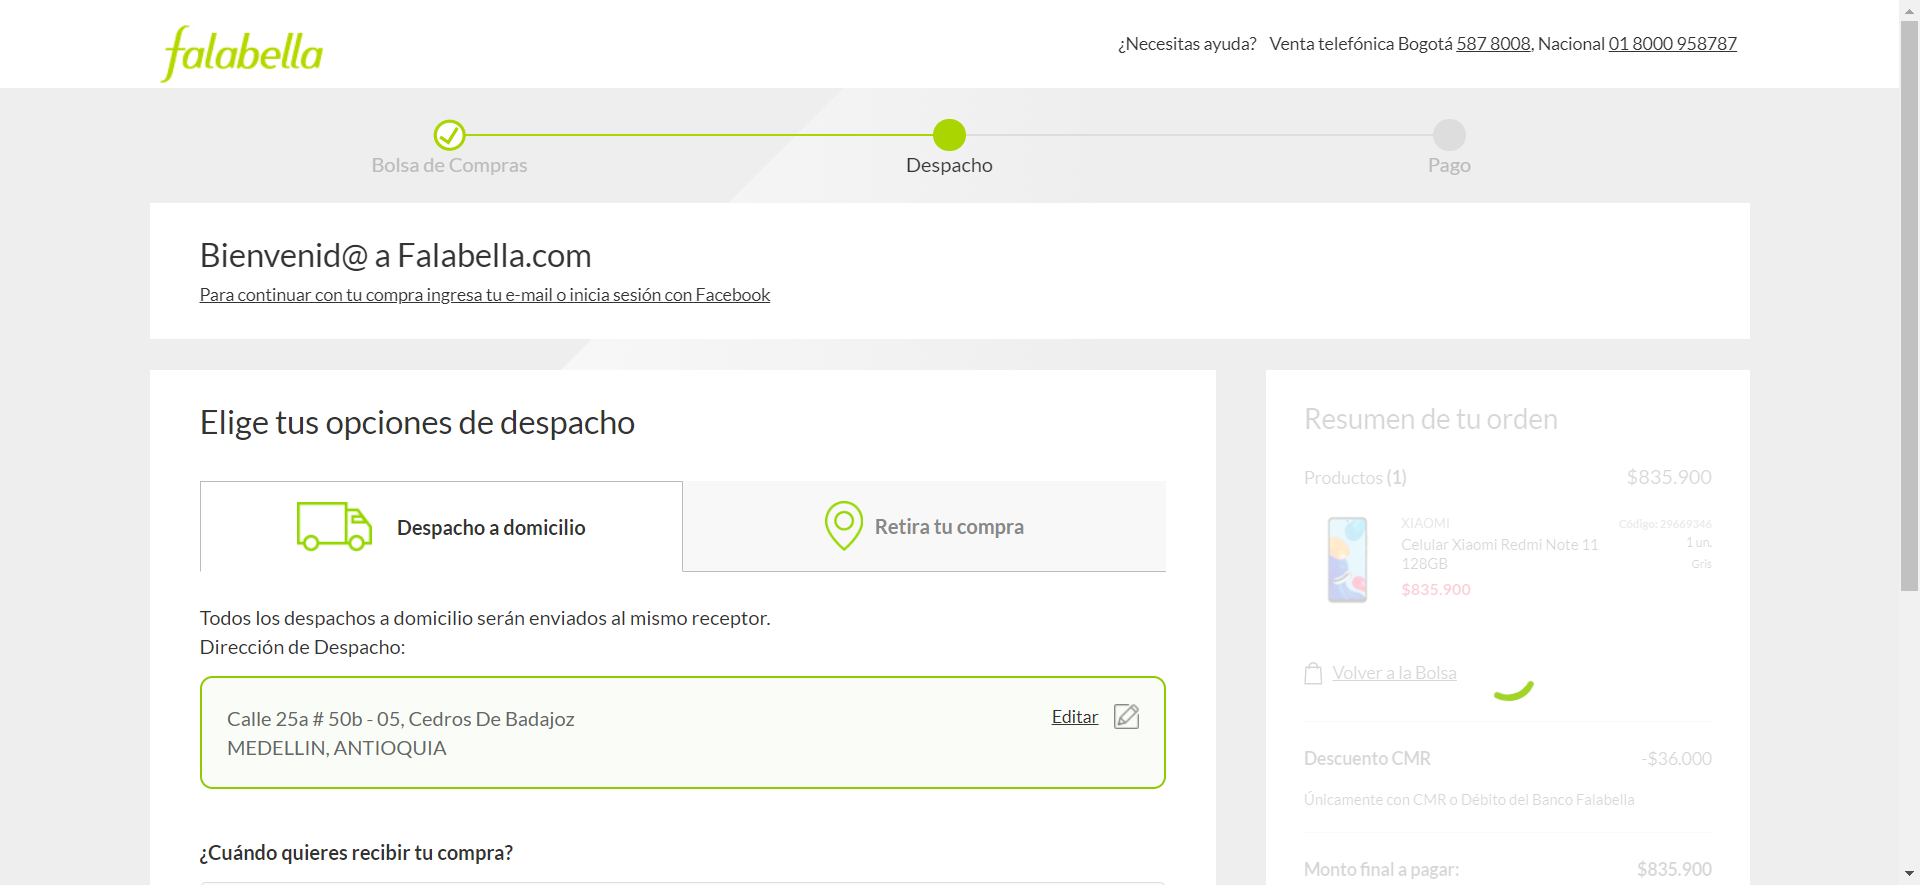 falabella
¿Necesitas ayuda? Venta telefónica Bogotá 587 8008, Nacional 01 8000 958787
Bolsa de Compras
Despacho
Pago
Bienvenid@ a Falabella.com
Para continuar con tu compra ingresa tu e-mail o inicia sesión con Facebook
Elige tus opciones de despacho
Despacho a domicilio
Retira tu compra
Todos los despachos a domicilio serán enviados al mismo receptor.
Dirección de Despacho:
Calle 25a # 50b - 05, Cedros De Badajoz
MEDELLIN, ANTIOQUIA
Editar
¿Cuándo quieres recibir tu compra?
Resumen de tu orden
Productos (1) $835.900
XIAOMI Código: 29669346
Celular Xiaomi Redmi Note 11 1 un.
128GB Gris
$835.900
Volver a la Bolsa
Descuento CMR -$36.000
Únicamente con CMR o Débito del Banco Falabella
Monto final a pagar: $835.900